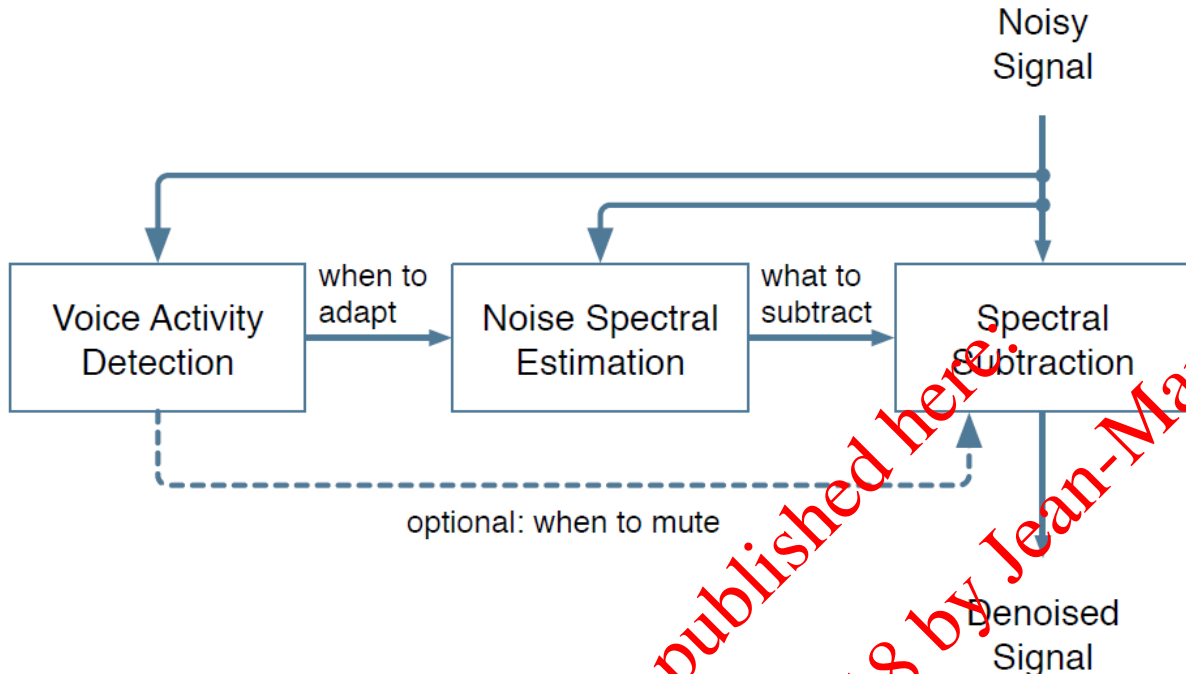 Noisy
Signal
when to
adapt
what to
subtract
Voice Activity
Detection
Noise Spectral
Estimation
Spectral
Subtraction
optional: when to mute
Denoised
Signal
published here:
8 by Jean-Ma